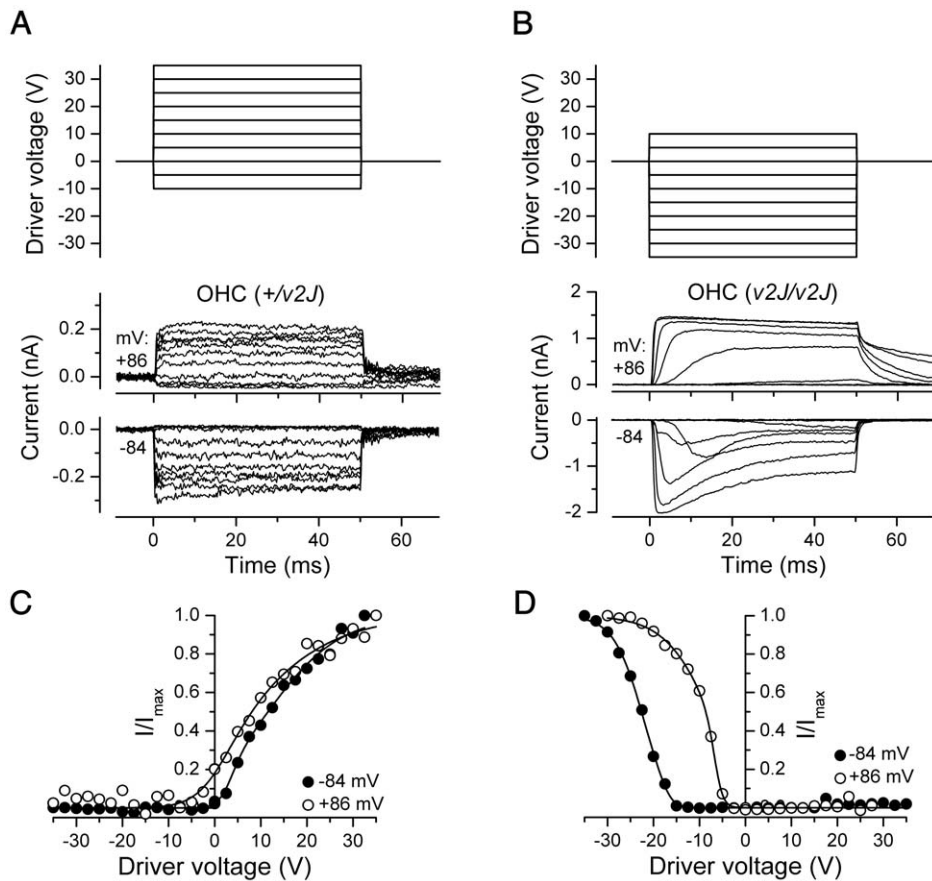 A
Driver voltage (V)
30
20
10
0
-10
-20
-30
OHC (+/v2J)
mV:
+86
0.2
0.0
-84
0.0
-0.2
Current (nA)
0 20 40 60
Time (ms)
B
Driver voltage (V)
30
20
10
0
-10
-20
-30
OHC (v2J/v2J)
mV:
+86
2
1
0
-84
0
-1
-2
Current (nA)
0 20 40 60
Time (ms)
C
I/Imax
1.0
0.8
0.6
0.4
0.2
-84 mV
+86 mV
-30 -20 -10 0 10 20 30
Driver voltage (V)
D
1.0
0.8
0.6
0.4
0.2
I/Imax
-84 mV
+86 mV
-30 -20 -10 0 10 20 30
Driver voltage (V)